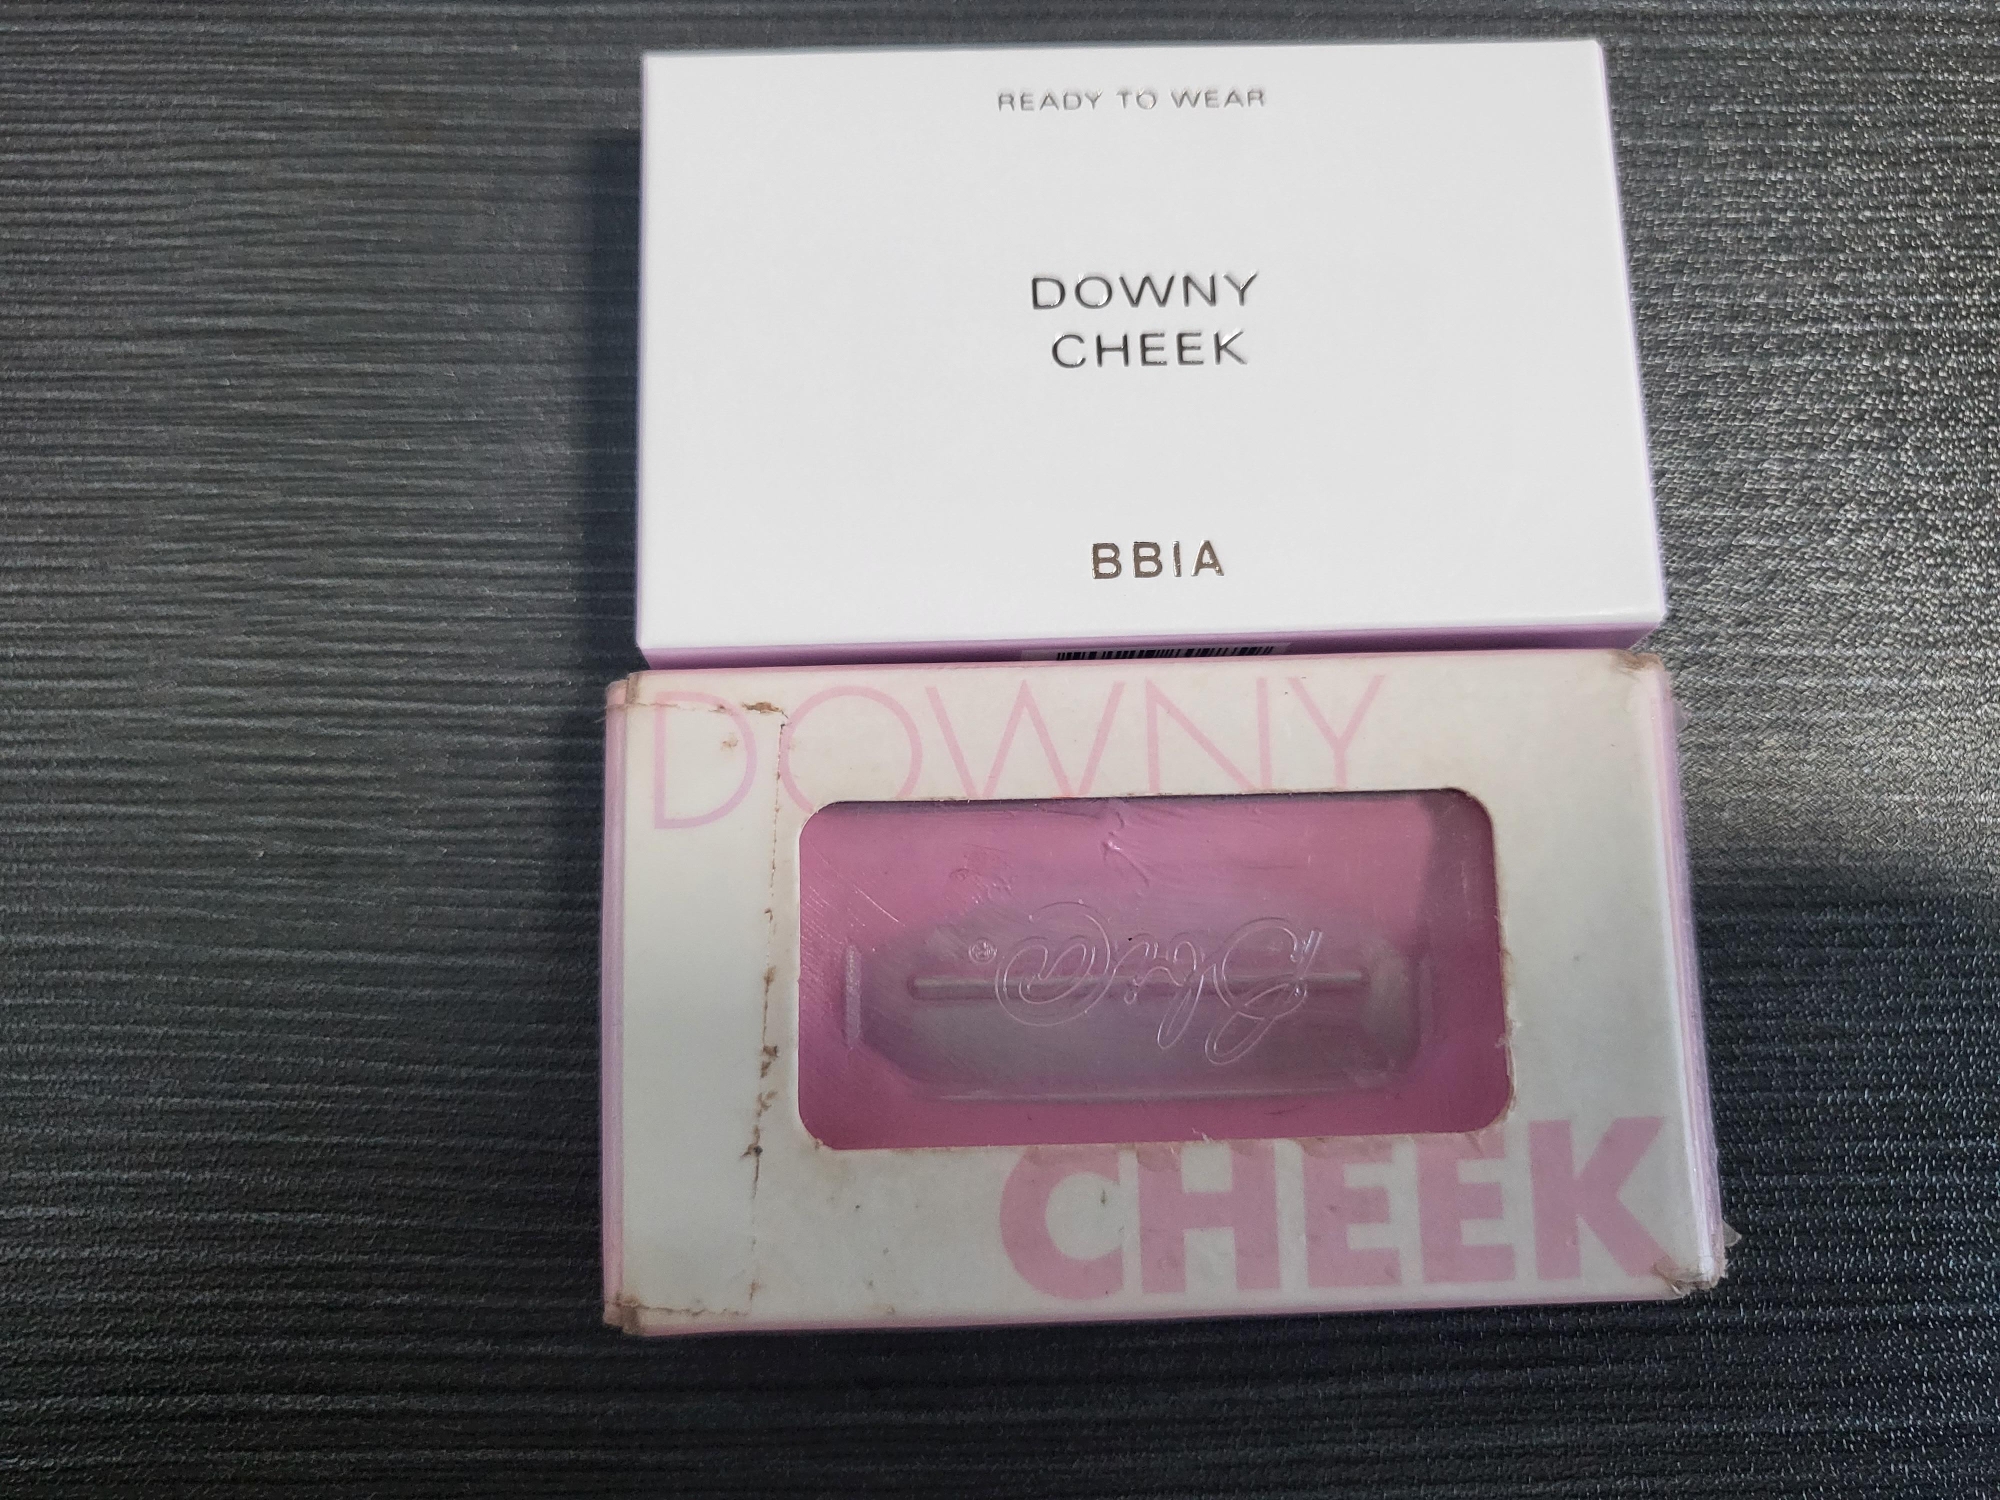 READY TO WEAR
DOWNY
CHEEK
BBIA
DOWNY
CHEEK